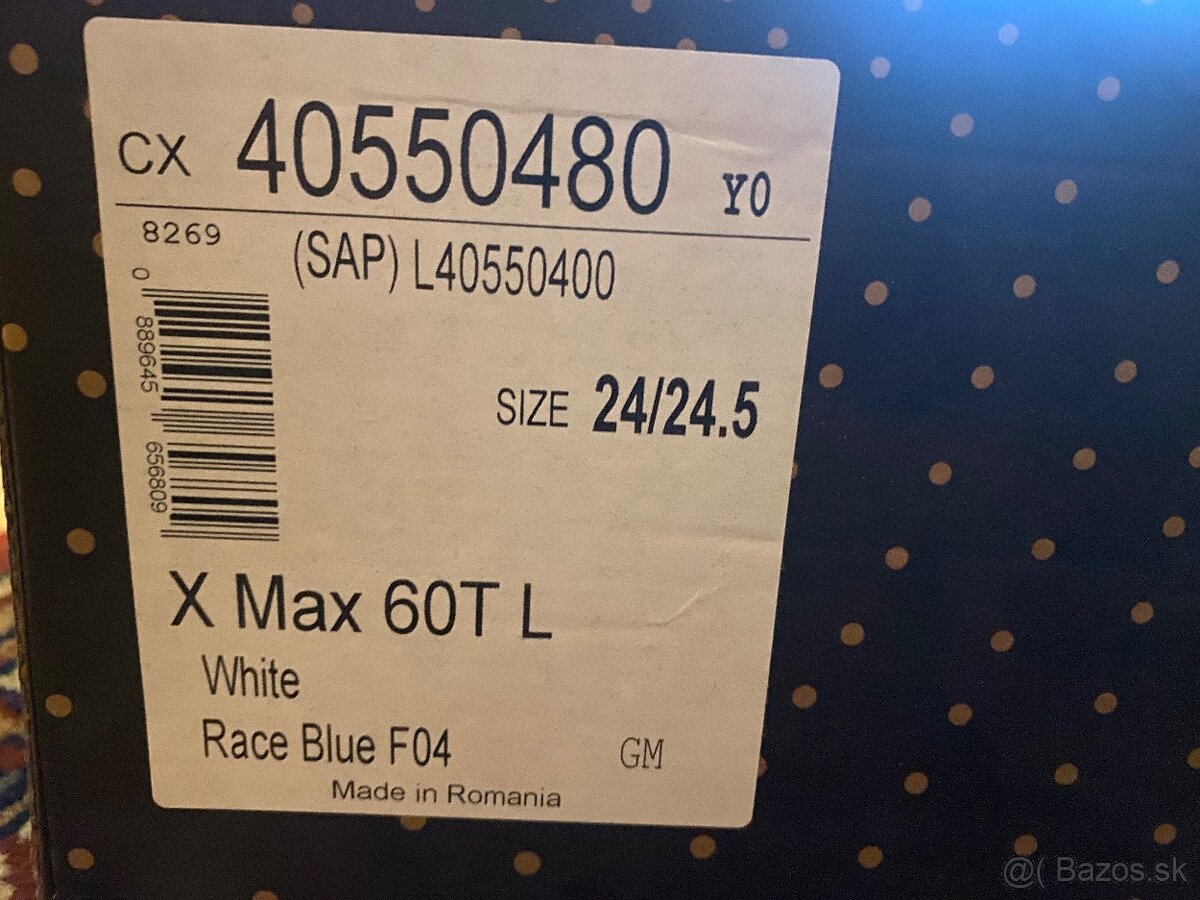 CX 40550480 Y0
8269 (SAP) L40550400
0 889645 656809
SIZE 24/24.5
X Max 60T L
White
Race Blue F04 GM
Made in Romania
@( Bazos.sk